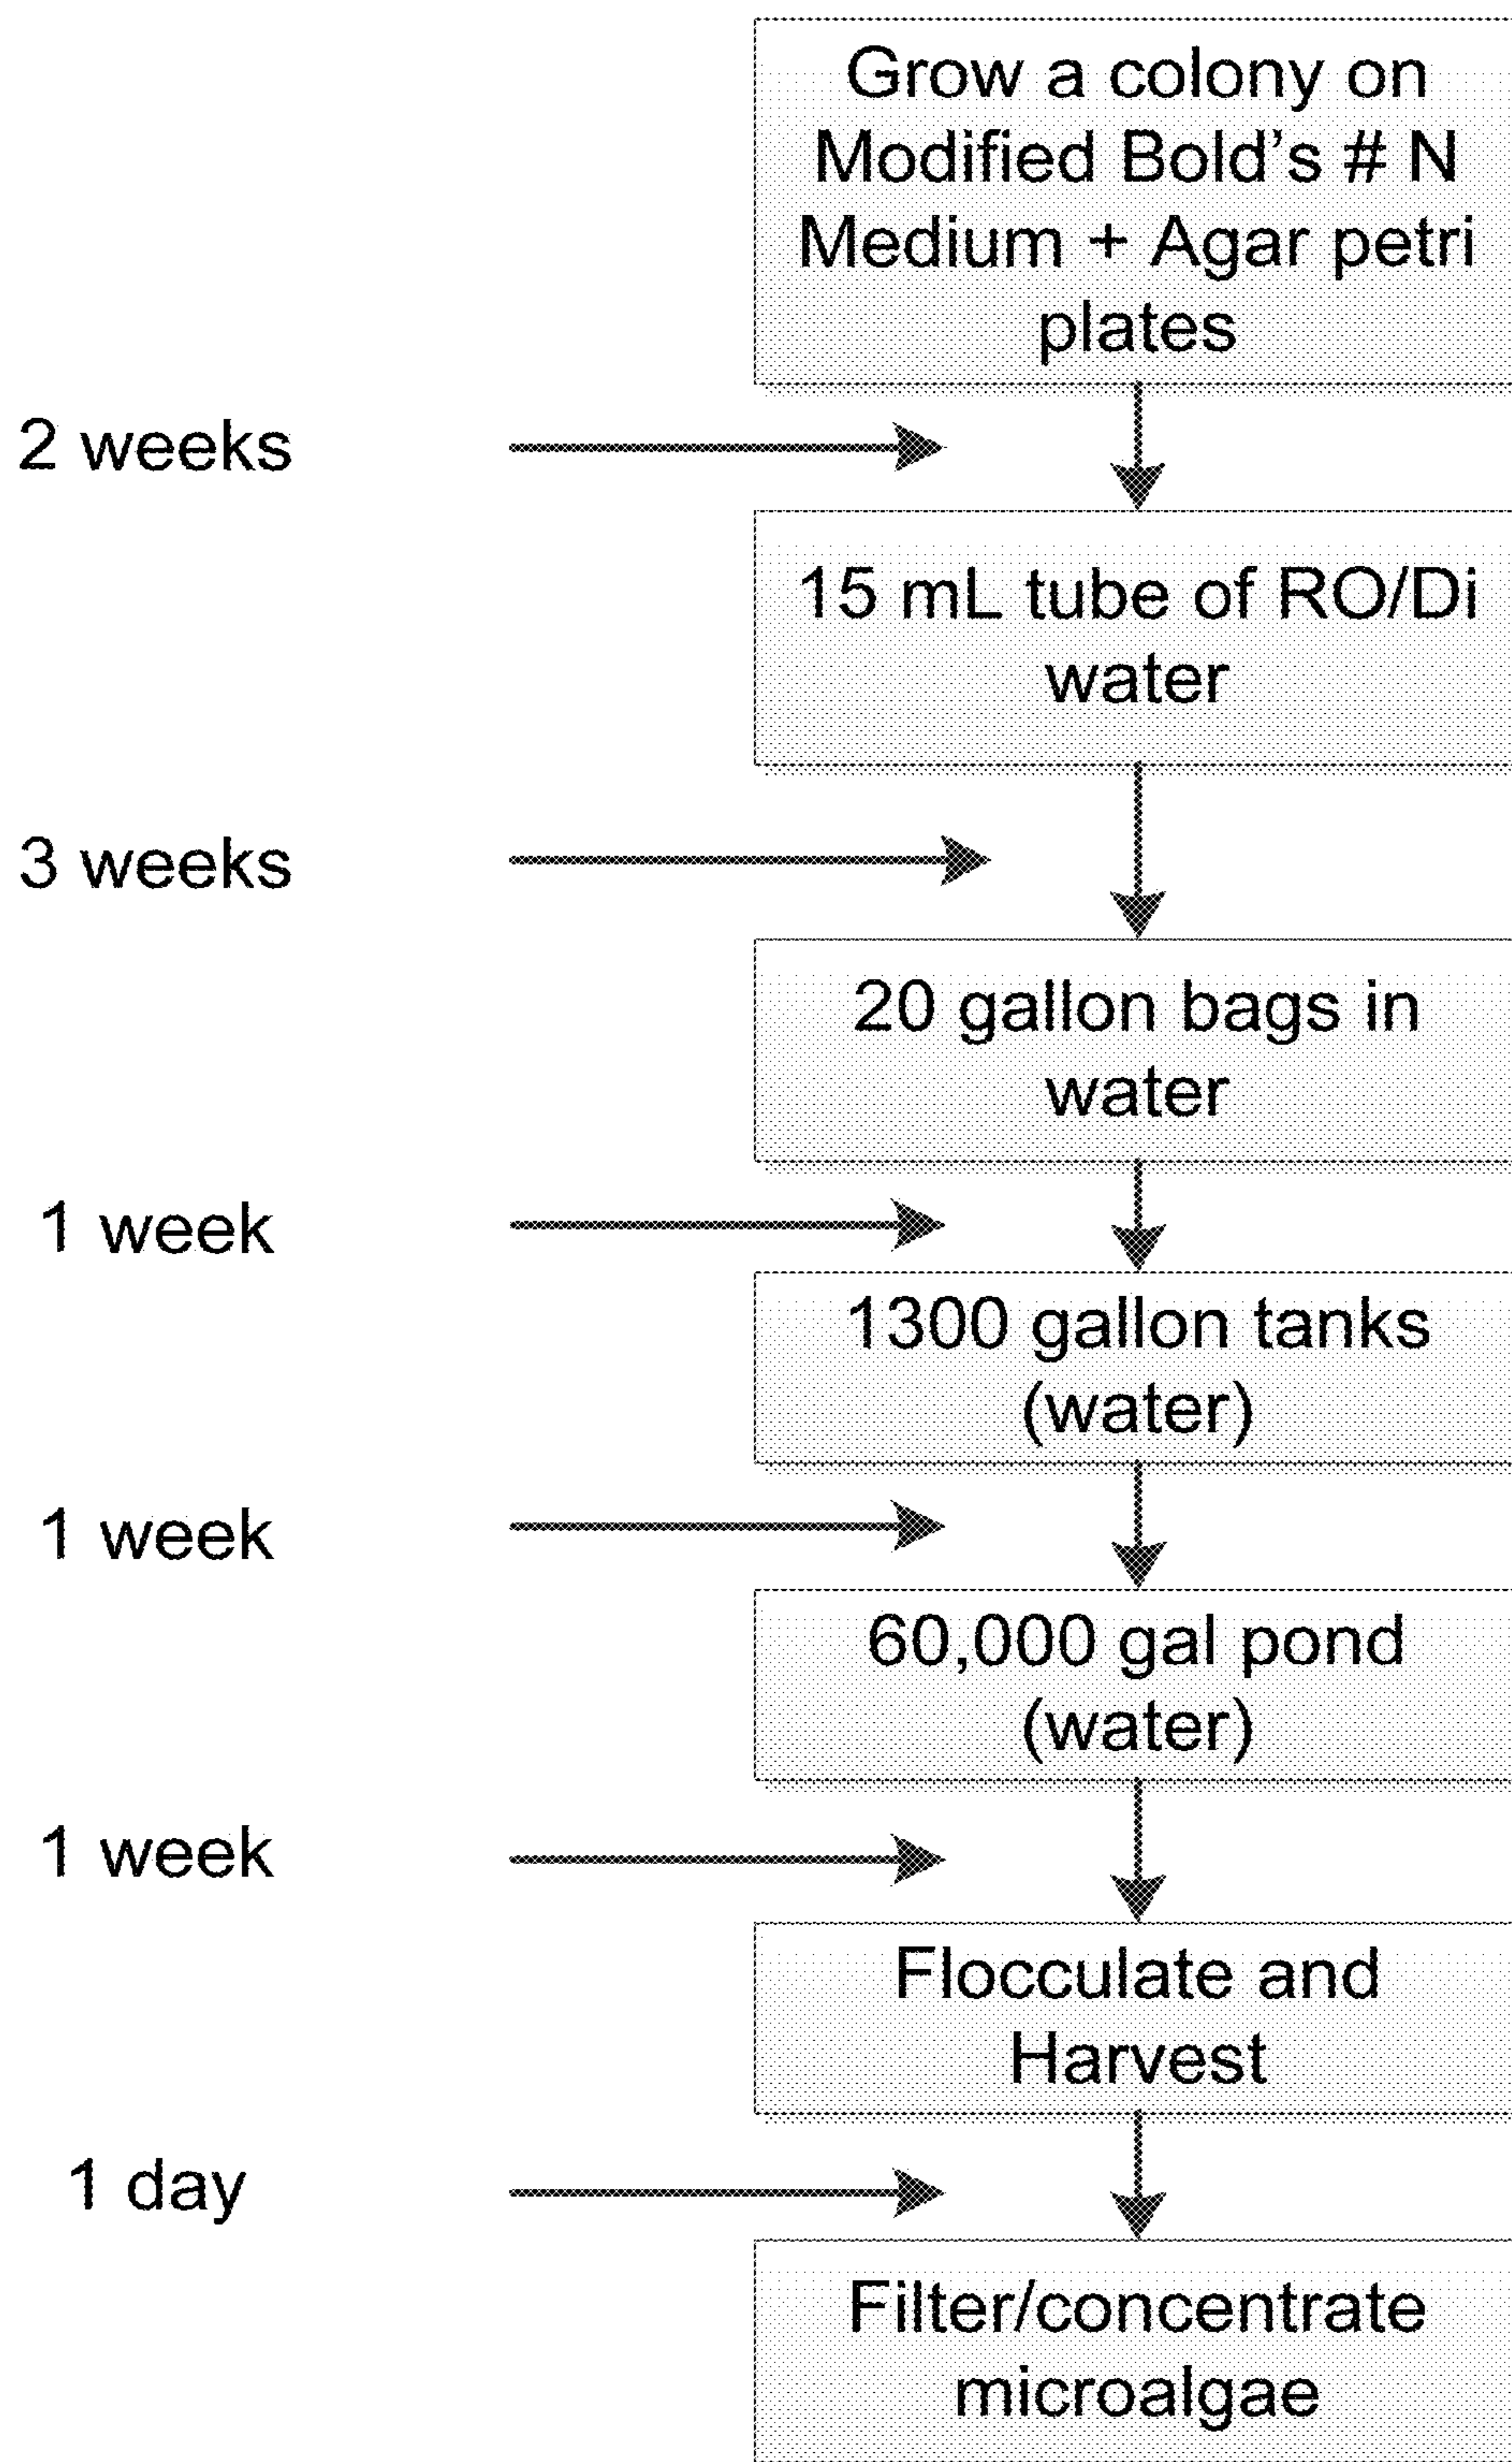 Grow a colony on
Modified Bold's # N
Medium + Agar petri
plates
2 weeks
15 mL tube of RO/Di
water
3 weeks
20 gallon bags in
water
1 week
1300 gallon tanks
(water)
1 week
60,000 gal pond
(water)
1 week
Flocculate and
Harvest
1 day
Filter/concentrate
microalgae